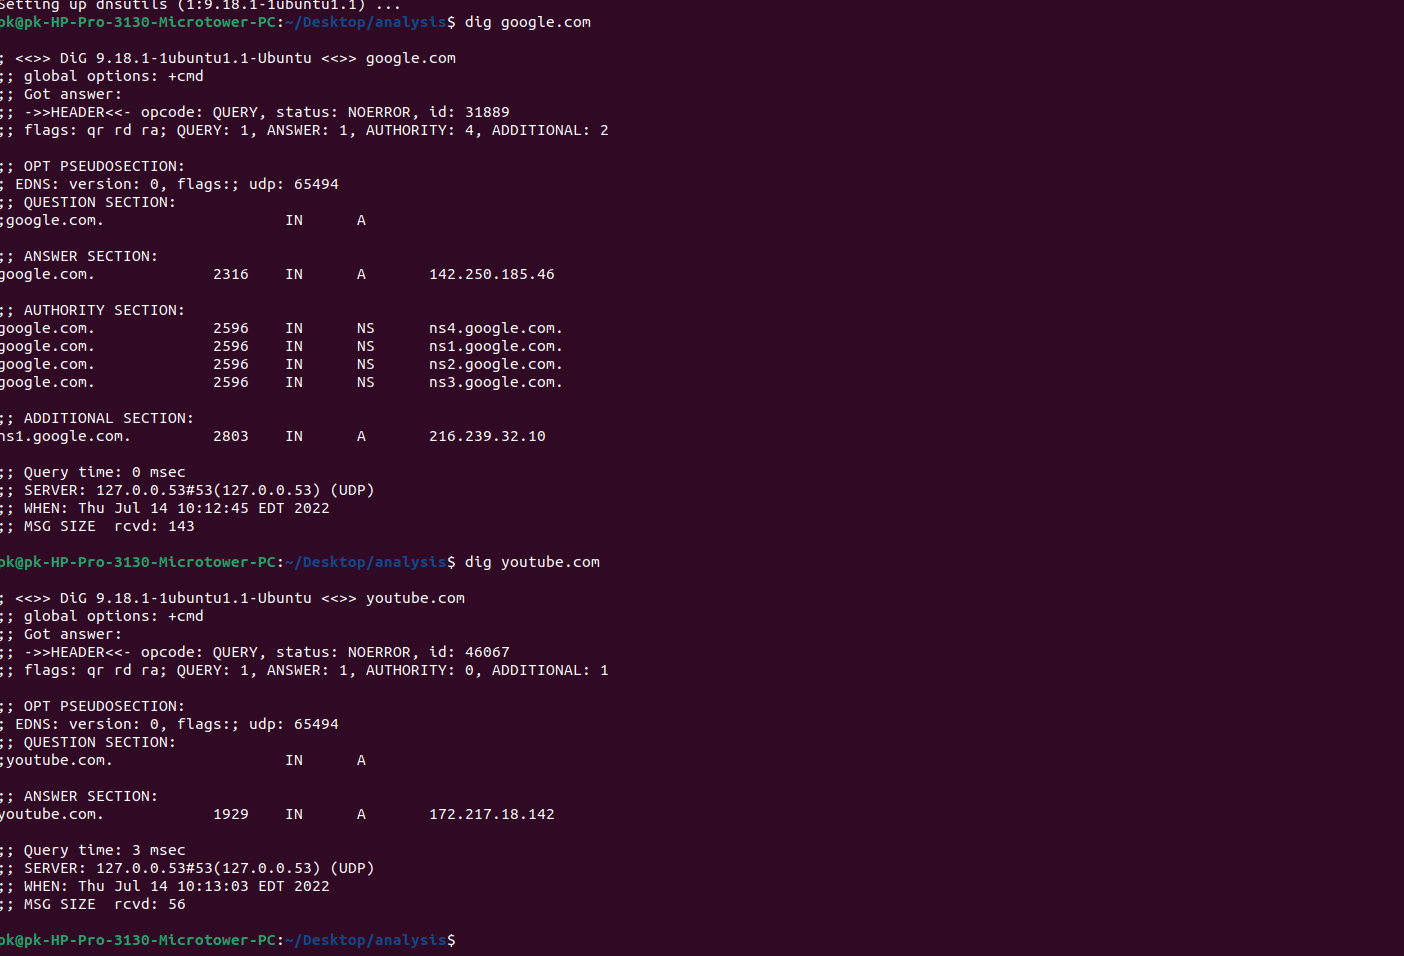 Setting up dnsutils (1:9.18.1-1ubuntu1.1) ...
pk@pk-HP-Pro-3130-Microtower-PC:~/Desktop/analysis$ dig google.com
; <<>> DiG 9.18.1-1ubuntu1.1-Ubuntu <<>> google.com
;; global options: +cmd
;; Got answer:
;; ->>HEADER<<- opcode: QUERY, status: NOERROR, id: 31889
;; flags: qr rd ra; QUERY: 1, ANSWER: 1, AUTHORITY: 4, ADDITIONAL: 2
;; OPT PSEUDOSECTION:
; EDNS: version: 0, flags:; udp: 65494
;; QUESTION SECTION:
;google.com. IN A
;; ANSWER SECTION:
google.com. 2316 IN A 142.250.185.46
;; AUTHORITY SECTION:
google.com. 2596 IN NS ns4.google.com.
google.com. 2596 IN NS ns1.google.com.
google.com. 2596 IN NS ns2.google.com.
google.com. 2596 IN NS ns3.google.com.
;; ADDITIONAL SECTION:
ns1.google.com. 2803 IN A 216.239.32.10
;; Query time: 0 msec
;; SERVER: 127.0.0.53#53(127.0.0.53) (UDP)
;; WHEN: Thu Jul 14 10:12:45 EDT 2022
;; MSG SIZE rcvd: 143
pk@pk-HP-Pro-3130-Microtower-PC:~/Desktop/analysis$ dig youtube.com
; <<>> DiG 9.18.1-1ubuntu1.1-Ubuntu <<>> youtube.com
;; global options: +cmd
;; Got answer:
;; ->>HEADER<<- opcode: QUERY, status: NOERROR, id: 46067
;; flags: qr rd ra; QUERY: 1, ANSWER: 1, AUTHORITY: 0, ADDITIONAL: 1
;; OPT PSEUDOSECTION:
; EDNS: version: 0, flags:; udp: 65494
;; QUESTION SECTION:
;youtube.com. IN A
;; ANSWER SECTION:
youtube.com. 1929 IN A 172.217.18.142
;; Query time: 3 msec
;; SERVER: 127.0.0.53#53(127.0.0.53) (UDP)
;; WHEN: Thu Jul 14 10:13:03 EDT 2022
;; MSG SIZE rcvd: 56
pk@pk-HP-Pro-3130-Microtower-PC:~/Desktop/analysis$